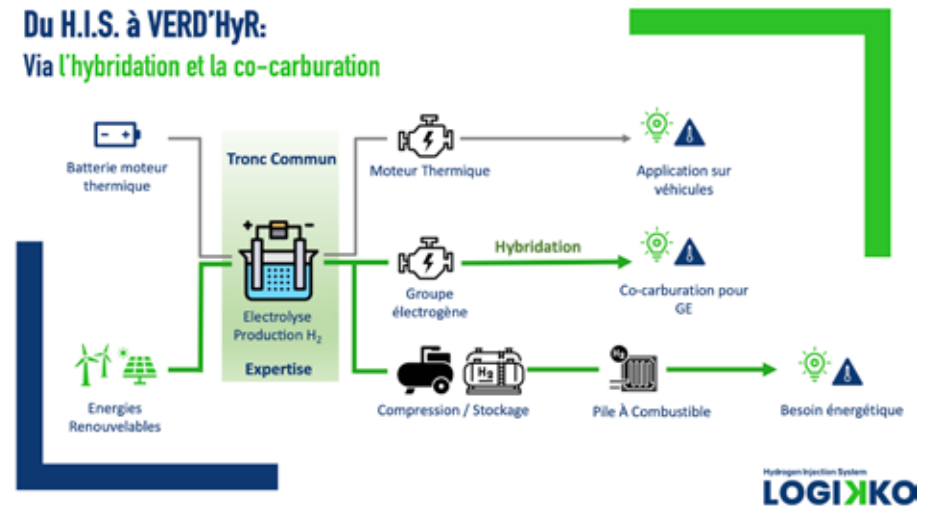 Du H.I.S. à VERD'HyR:
Via l'hybridation et la co-carburation
Batterie moteur
thermique
Tronc Commun
Moteur Thermique
Application sur
véhicules
Electrolyse
Production H₂
Expertise
Groupe
électrogène
Hybridation
Co-carburation pour
GE
Energies
Renouvelables
H₂
Compression / Stockage
H₂
Pile À Combustible
Besoin énergétique
Hydrogen Injection System
LOGIKKO